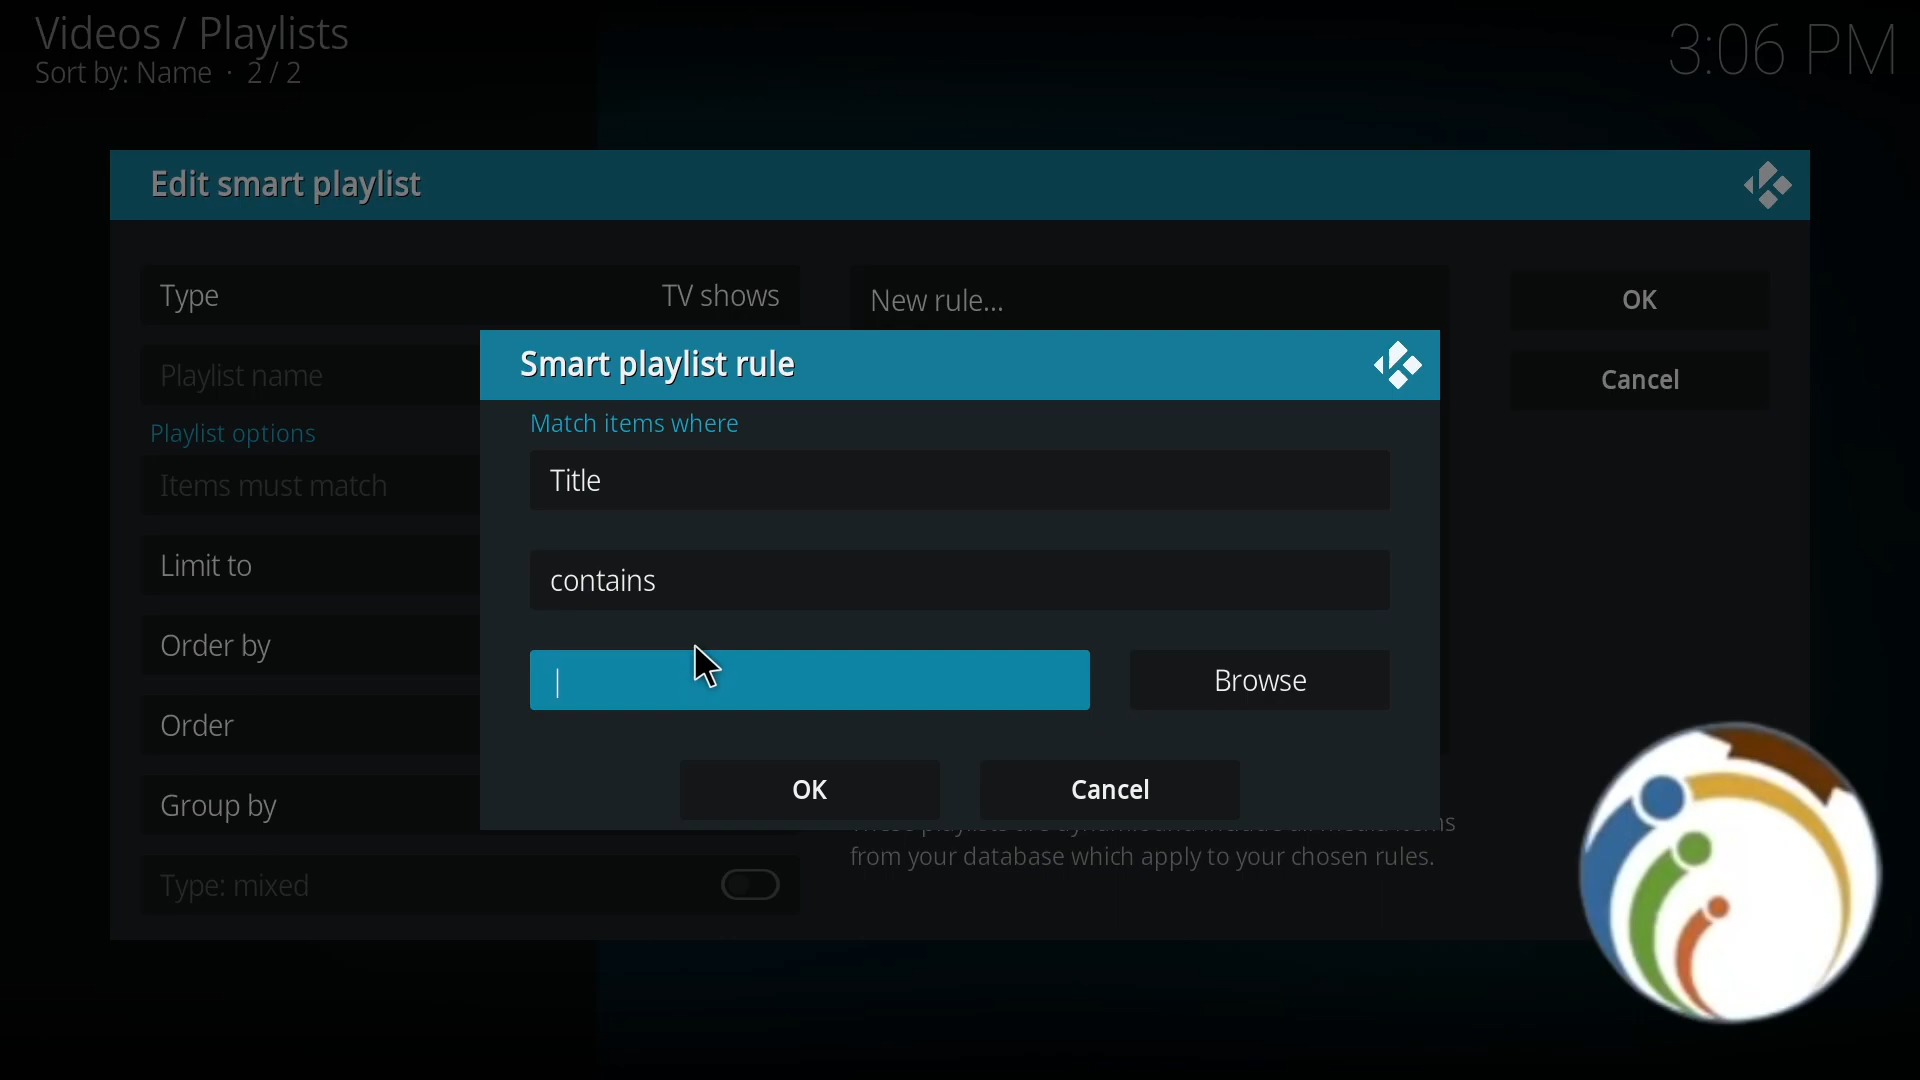 Videos / Playlists
Sort by: Name · 2 / 2
3:06 PM
Edit smart playlist
Type
TV shows
New rule...
OK
Playlist name
Cancel
Playlist options
Items must match
Limit to
Order by
Order
Group by
Type: mixed
Smart playlist rule
Match items where
Title
contains
Browse
OK
Cancel
from your database which apply to your chosen rules.